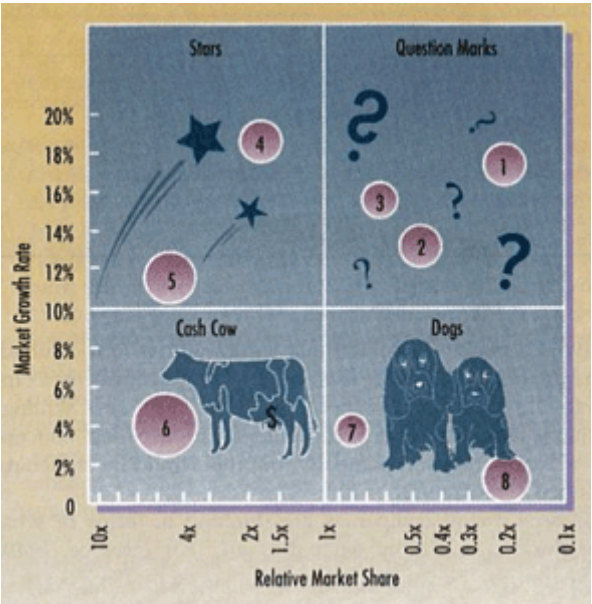 Stars
Question Marks
20%
18%
16%
14%
12%
10%
8%
6%
4%
2%
0
Market Growth Rate
4
5
1
3
2
? ? ? ? ?
Cash Cow
Dogs
6
$
7
8
10x
4x
2x
1.5x
1x
0.5x
0.4x
0.3x
0.2x
0.1x
Relative Market Share